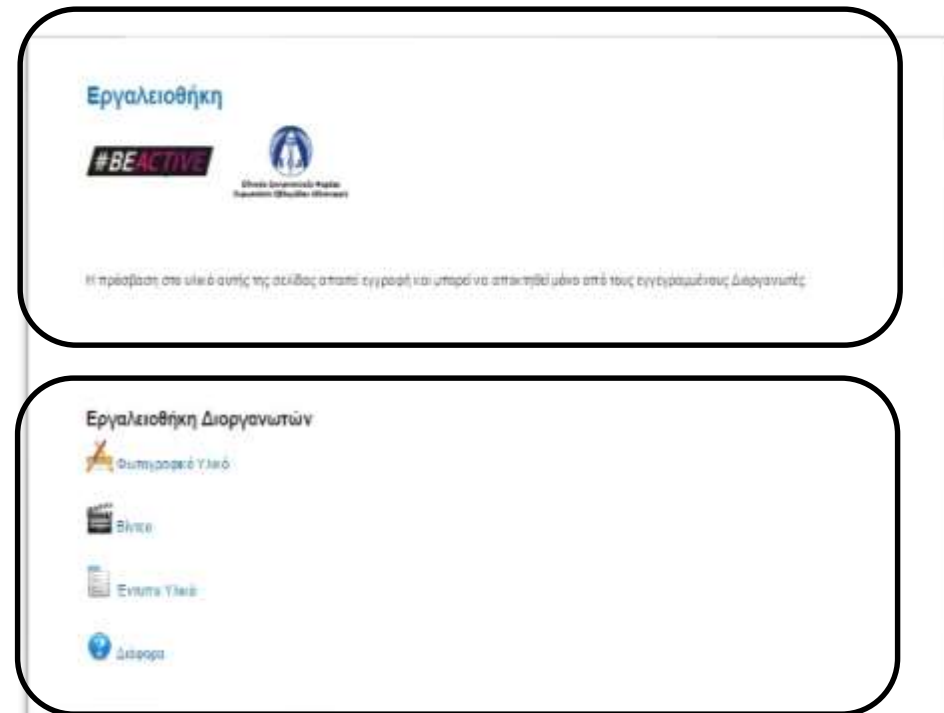 Εργαλειοθήκη
#BEACTIVE
Η πρόσβαση στο υλικό αυτής της σελίδας απαιτεί εγγραφή και μπορεί να αποκτηθεί μόνο από τους εγγεγραμμένους Διοργανωτές
Εργαλειοθήκη Διοργανωτών
Φωτογραφικό Υλικό
Βίντεο
Έντυπο Υλικό
Διάφορα